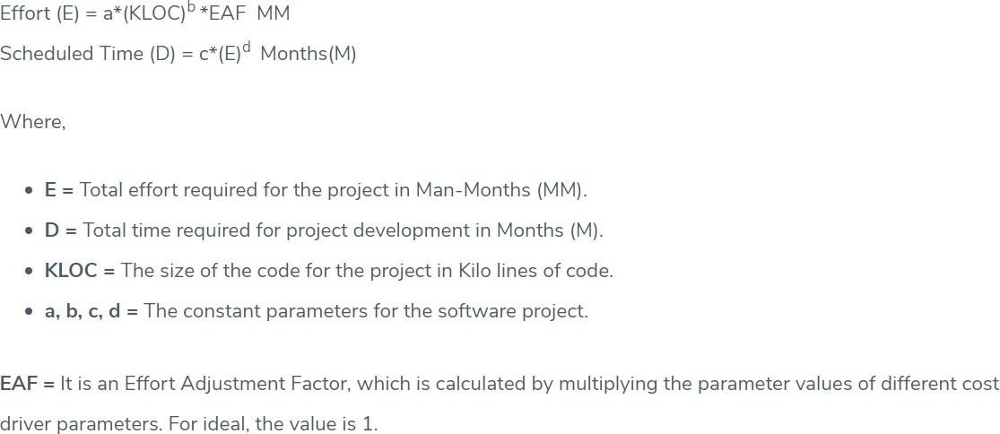 Effort (E) = a*(KLOC)ᵇ *EAF MM
Scheduled Time (D) = c*(E)ᵈ Months(M)
Where,
• E = Total effort required for the project in Man-Months (MM).
• D = Total time required for project development in Months (M).
• KLOC = The size of the code for the project in Kilo lines of code.
• a, b, c, d = The constant parameters for the software project.
EAF = It is an Effort Adjustment Factor, which is calculated by multiplying the parameter values of different cost
driver parameters. For ideal, the value is 1.